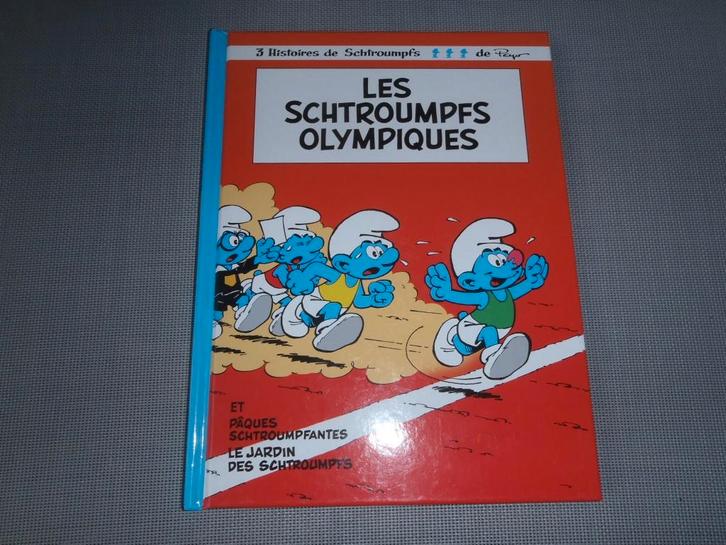 3 Histoires de Schtroumpfs de Peyo
LES
SCHTROUMPFS
OLYMPIQUES
ET
PÂQUES
SCHTROUMPFANTES
LE JARDIN
DES SCHTROUMPFS